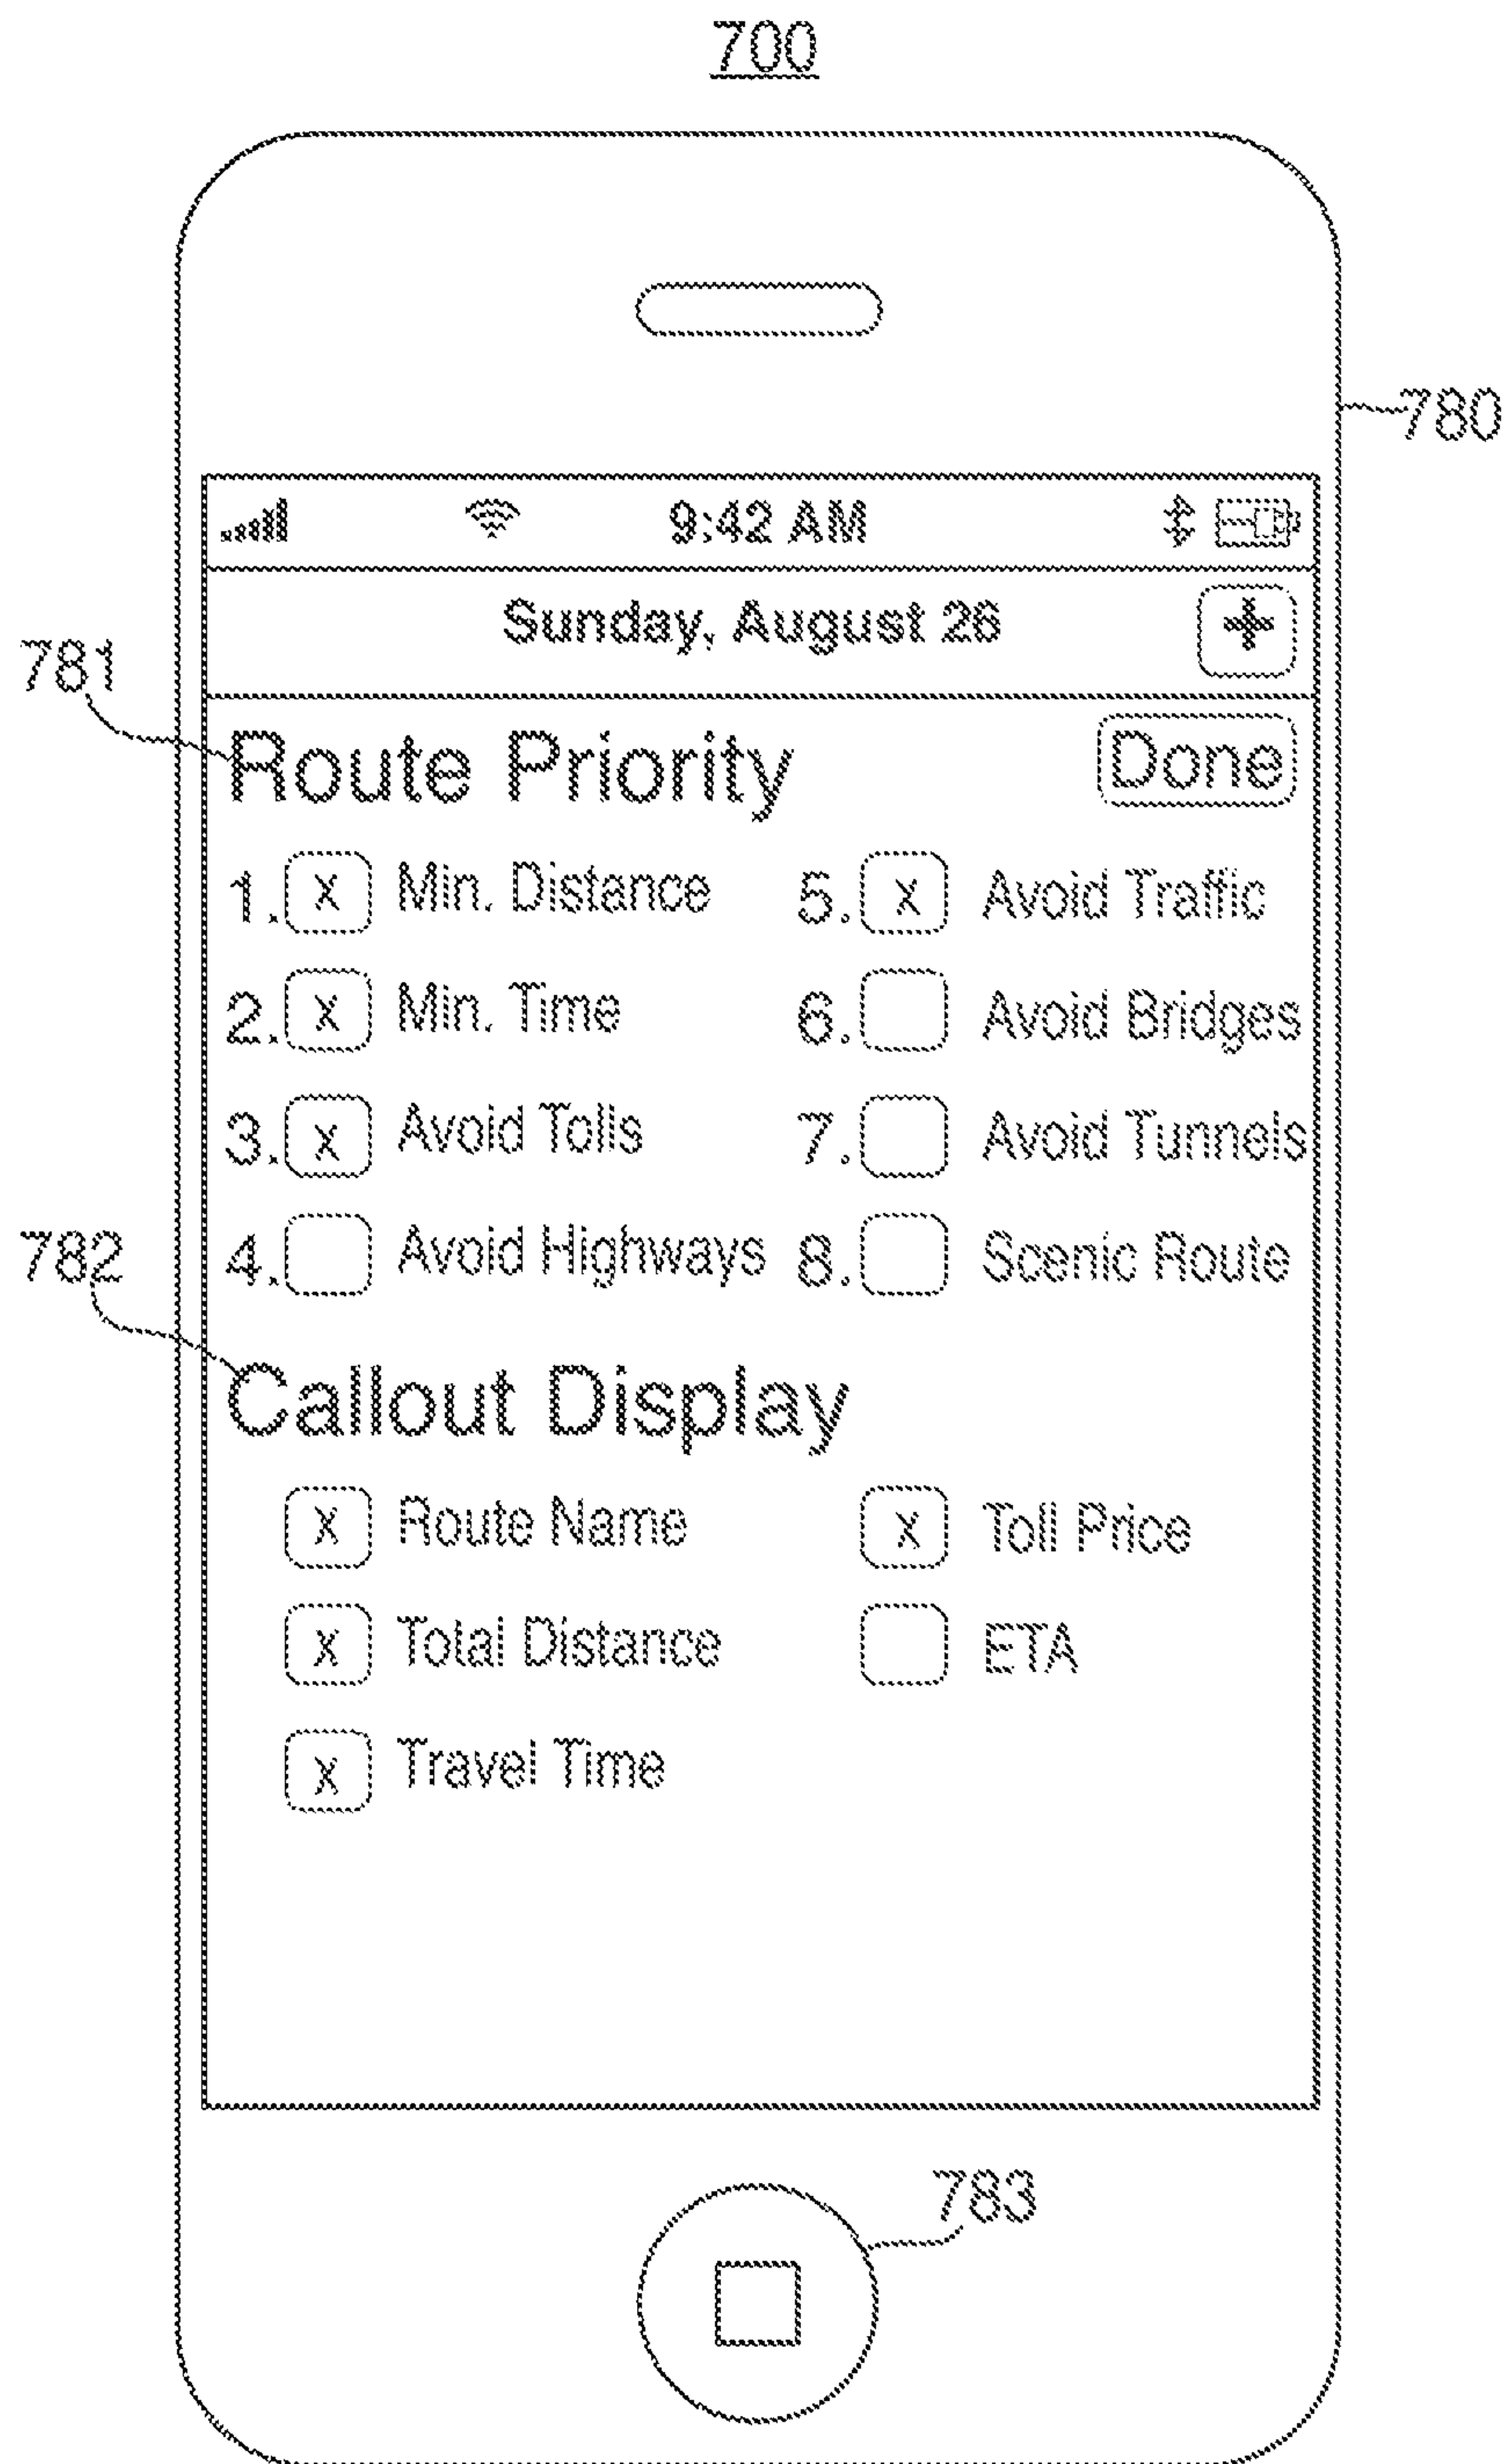 700
780
9:42 AM
Sunday, August 26 +
781
Route Priority Done
1. x Min. Distance 5. x Avoid Traffic
2. x Min. Time 6. Avoid Bridges
3. x Avoid Tolls 7. Avoid Tunnels
4. Avoid Highways 8. Scenic Route
782
Callout Display
x Route Name x Toll Price
x Total Distance ETA
x Travel Time
783